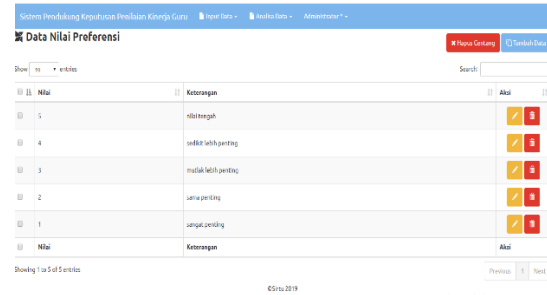 Sistem Pendukung Keputusan Penilaian Kinerja Guru Input Data Analisa Data Administrator
Data Nilai Preferensi
Hapus Centang Tambah Data
Show 10 entries Search:
Nilai Keterangan Aksi
5 nilai tengah
4 sedikit lebih penting
3 mutlak lebih penting
2 sama penting
1 sangat penting
Nilai Keterangan Aksi
Showing 1 to 5 of 5 entries Previous 1 Next
2019